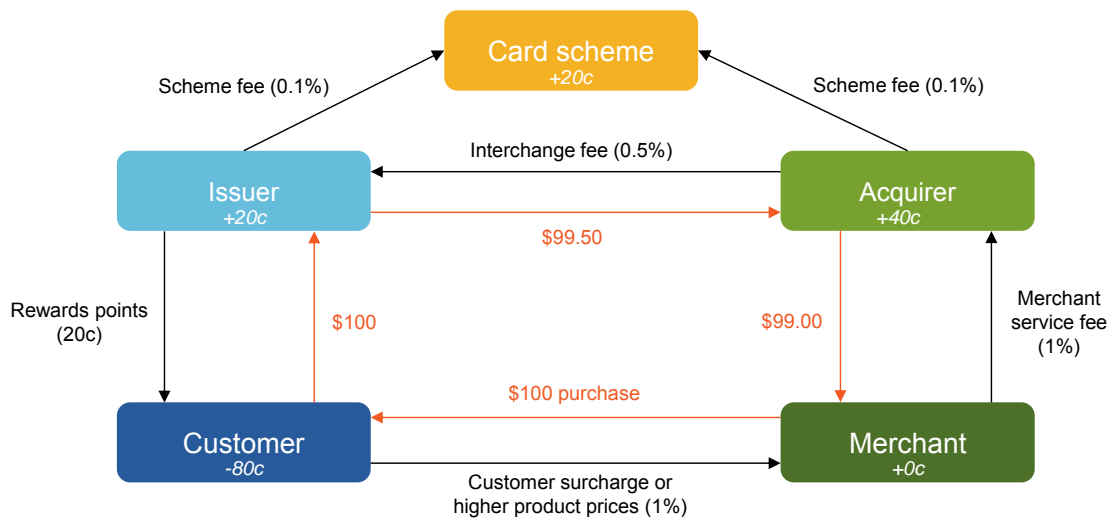 Card scheme
+20c
Scheme fee (0.1%)
Scheme fee (0.1%)
Interchange fee (0.5%)
Issuer
+20c
Acquirer
+40c
$99.50
Rewards points
(20c)
$100
$99.00
Merchant
service fee
(1%)
$100 purchase
Customer
-80c
Merchant
+0c
Customer surcharge or
higher product prices (1%)